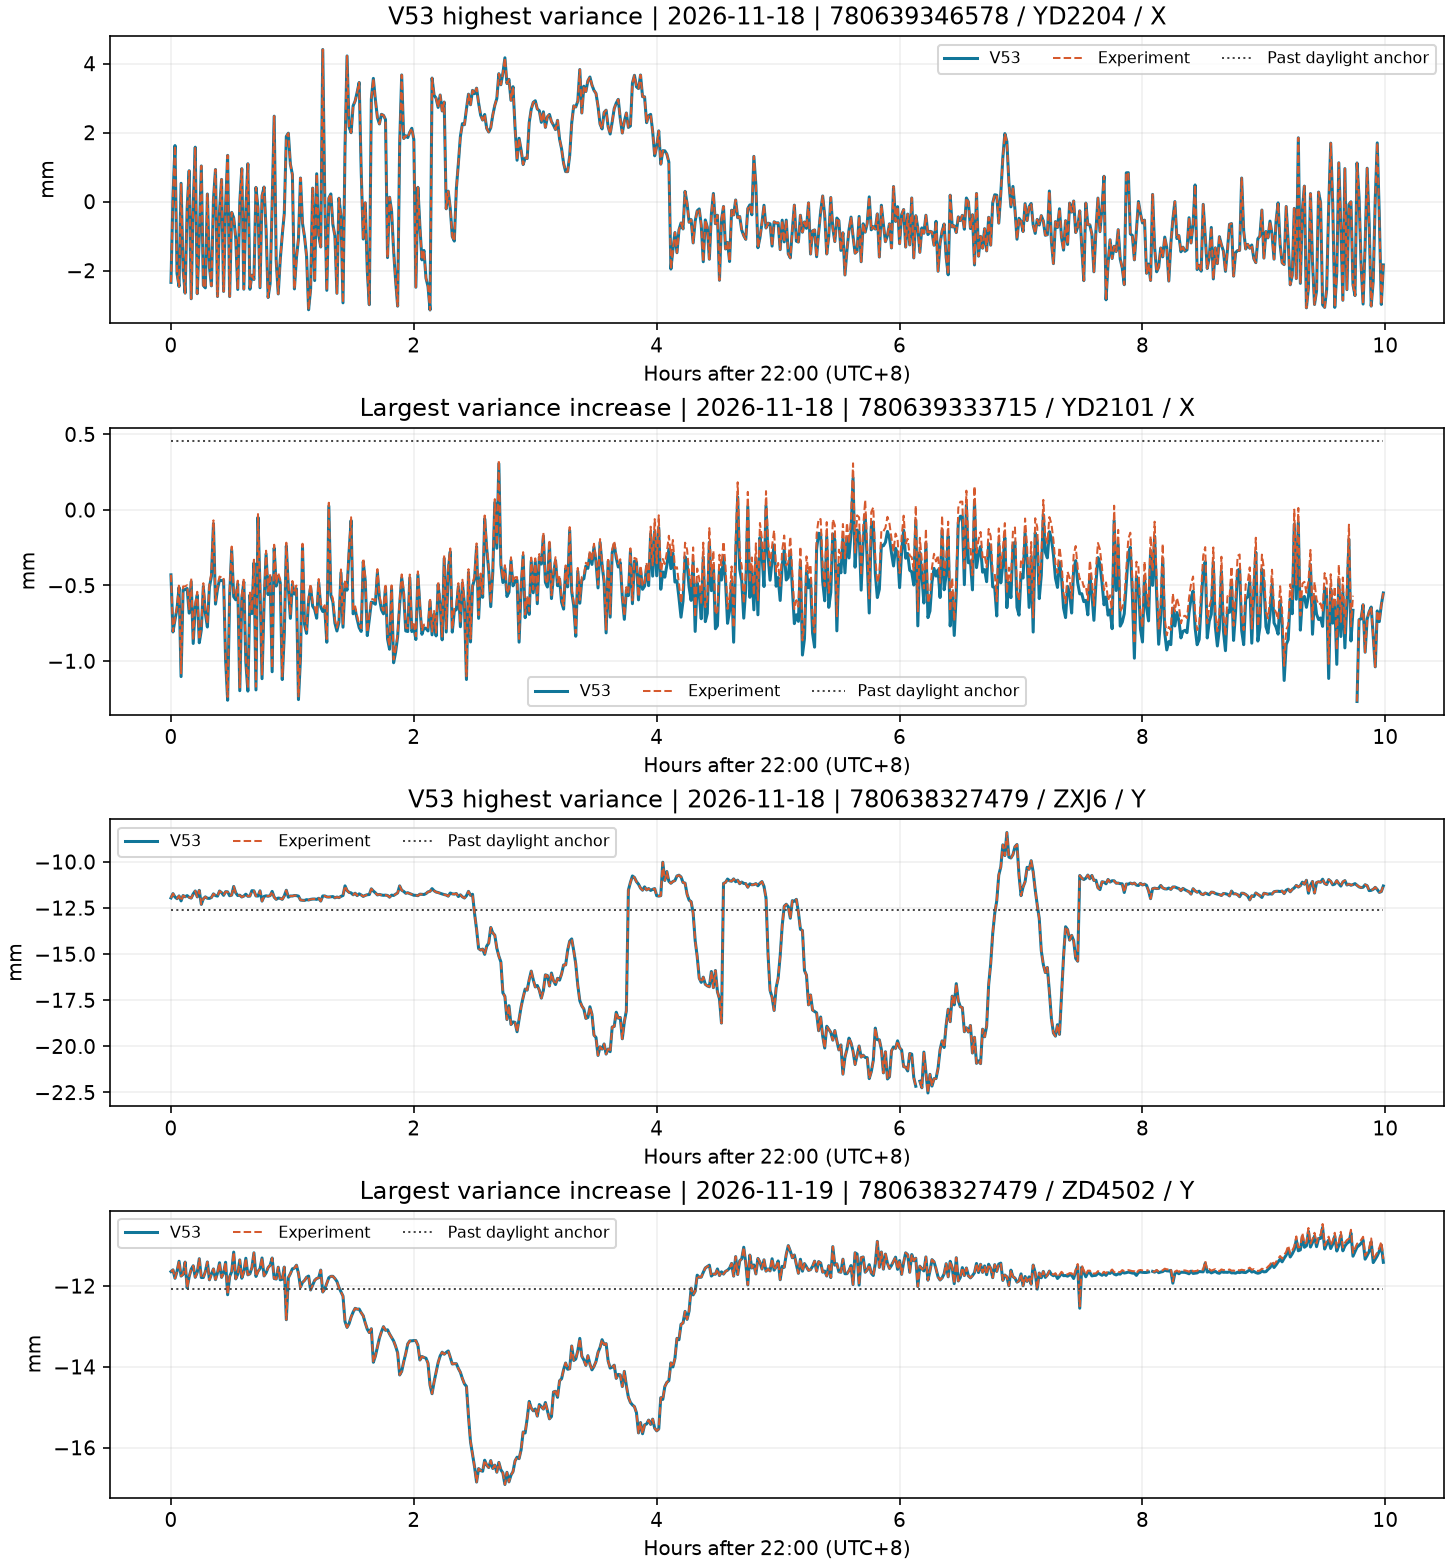 V53 highest variance | 2026-11-18 | 780639346578 / YD2204 / X
V53 Experiment Past daylight anchor
4
2
0
−2
mm
0 2 4 6 8 10
Hours after 22:00 (UTC+8)
Largest variance increase | 2026-11-18 | 780639333715 / YD2101 / X
0.5
0.0
−0.5
−1.0
mm
V53 Experiment Past daylight anchor
0 2 4 6 8 10
Hours after 22:00 (UTC+8)
V53 highest variance | 2026-11-18 | 780638327479 / ZXJ6 / Y
V53 Experiment Past daylight anchor
−10.0
−12.5
−15.0
−17.5
−20.0
−22.5
mm
0 2 4 6 8 10
Hours after 22:00 (UTC+8)
Largest variance increase | 2026-11-19 | 780638327479 / ZD4502 / Y
V53 Experiment Past daylight anchor
−12
−14
−16
mm
0 2 4 6 8 10
Hours after 22:00 (UTC+8)